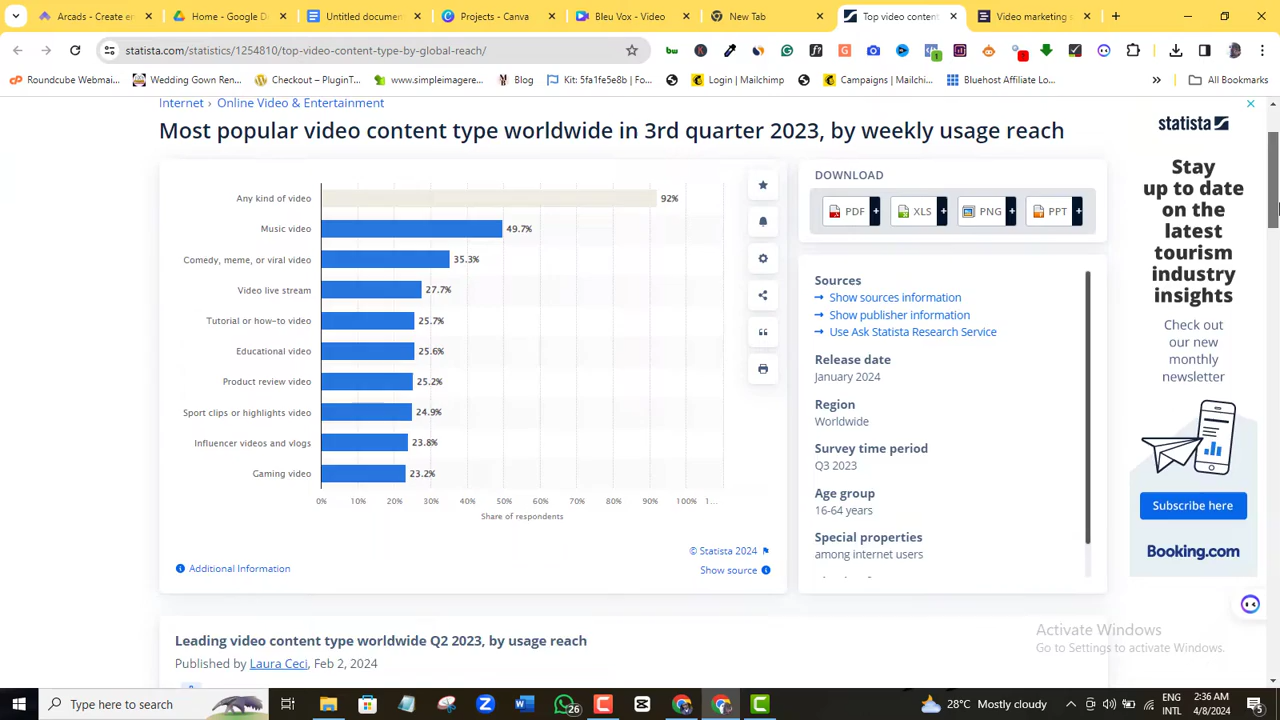 Arcads - Create e
Home - Google D
Untitled documen
Projects - Canva
Bleu Vox - Video
New Tab
Top video content
Video marketing s
statista.com/statistics/1254810/top-video-content-type-by-global-reach/
Roundcube Webmai...
Wedding Gown Ren...
Checkout – PluginT...
www.simpleimagere...
Blog
Kit: 5fa1fe5e8b | Fo...
Login | Mailchimp
Campaigns | Mailchi...
Bluehost Affiliate Lo...
All Bookmarks
Internet › Online Video & Entertainment
Most popular video content type worldwide in 3rd quarter 2023, by weekly usage reach
Any kind of video 92%
Music video 49.7%
Comedy, meme, or viral video 35.3%
Video live stream 27.7%
Tutorial or how-to video 25.7%
Educational video 25.6%
Product review video 25.2%
Sport clips or highlights video 24.9%
Influencer videos and vlogs 23.8%
Gaming video 23.2%
0% 10% 20% 30% 40% 50% 60% 70% 80% 90% 100% 1...
Share of respondents
© Statista 2024
Additional Information
Show source
DOWNLOAD
PDF + XLS + PNG + PPT +
Sources
→ Show sources information
→ Show publisher information
→ Use Ask Statista Research Service
Release date
January 2024
Region
Worldwide
Survey time period
Q3 2023
Age group
16-64 years
Special properties
among internet users
statista
Stay
up to date
on the
latest
tourism
industry
insights
Check out
our new
monthly
newsletter
Subscribe here
Booking.com
Leading video content type worldwide Q2 2023, by usage reach
Published by Laura Ceci, Feb 2, 2024
Activate Windows
Go to Settings to activate Windows.
Type here to search
26
28°C Mostly cloudy
ENG
INTL
2:36 AM
4/8/2024